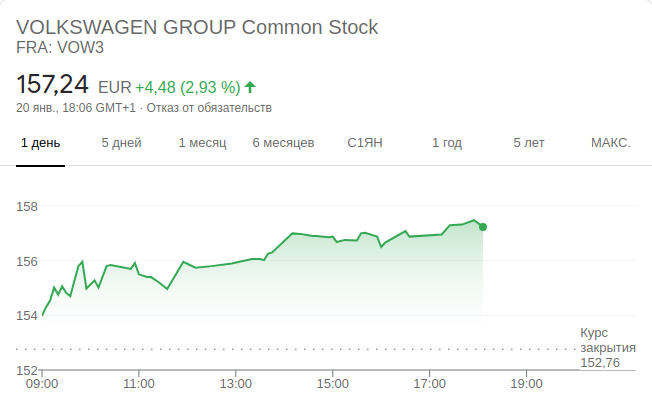 VOLKSWAGEN GROUP Common Stock
FRA: VOW3
157,24 EUR +4,48 (2,93 %)
20 янв., 18:06 GMT+1 · Отказ от обязательств
1 день 5 дней 1 месяц 6 месяцев С1ЯН 1 год 5 лет МАКС.
158
156
154
Курс
закрытия
152,76
152
09:00 11:00 13:00 15:00 17:00 19:00